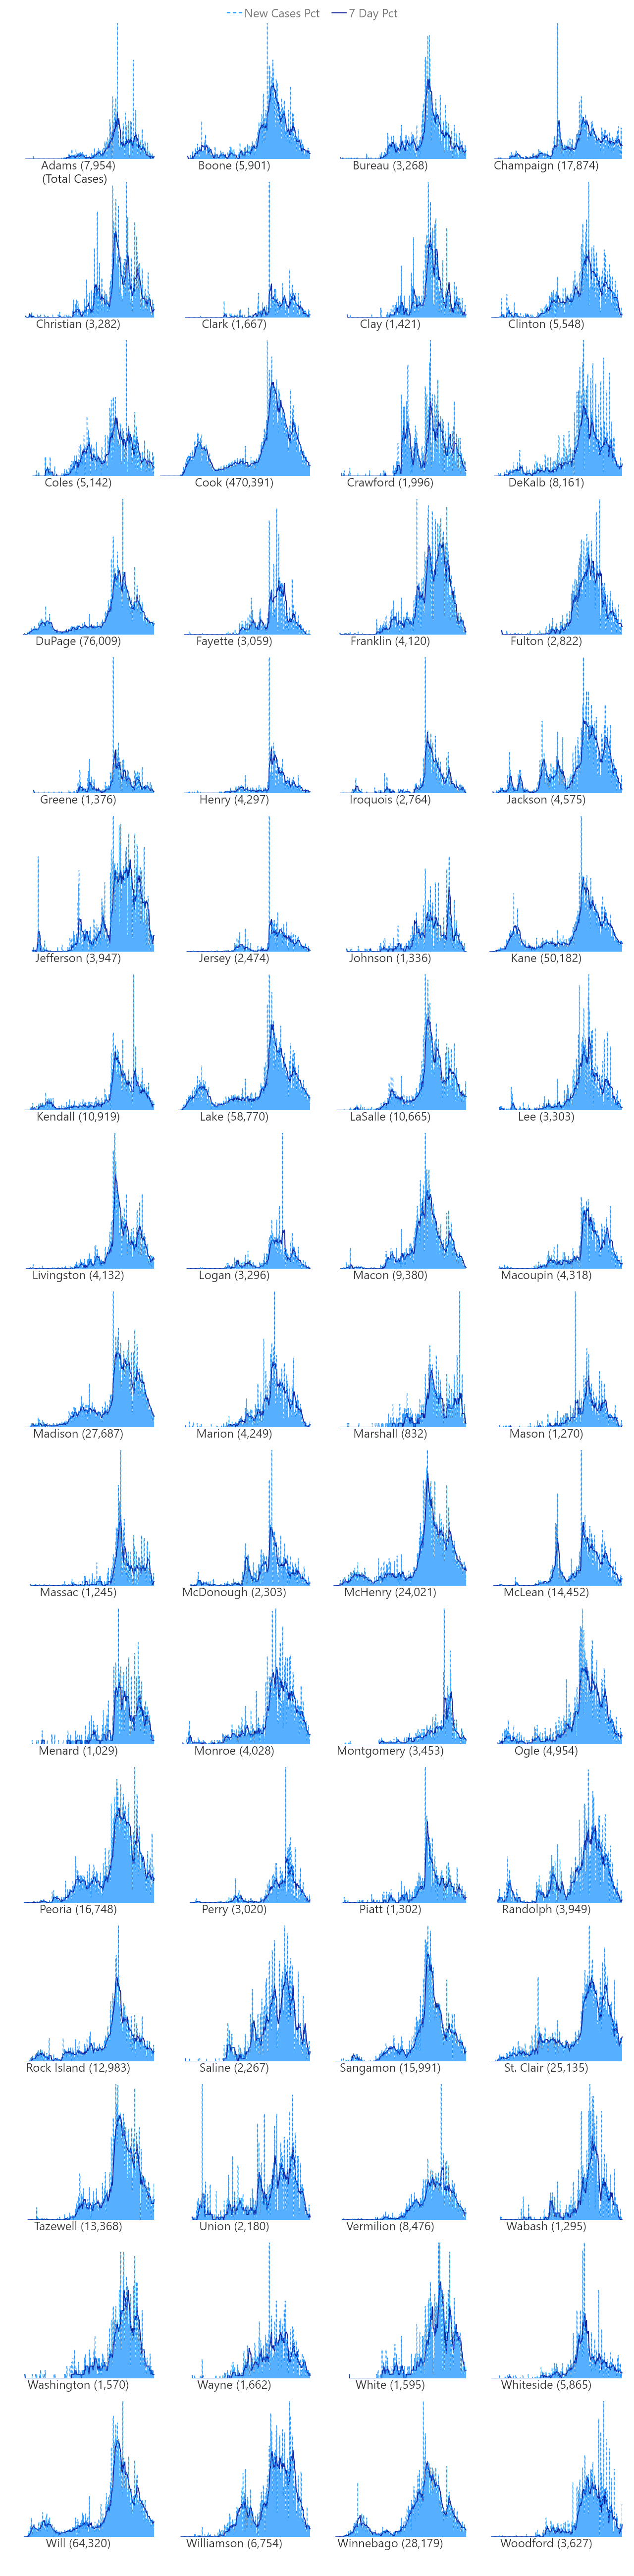 New Cases Pct 7 Day Pct
Adams (7,954) Boone (5,901) Bureau (3,268) Champaign (17,874)
(Total Cases)
Christian (3,282) Clark (1,667) Clay (1,421) Clinton (5,548)
Coles (5,142) Cook (470,391) Crawford (1,996) DeKalb (8,161)
DuPage (76,009) Fayette (3,059) Franklin (4,120) Fulton (2,822)
Greene (1,376) Henry (4,297) Iroquois (2,764) Jackson (4,575)
Jefferson (3,947) Jersey (2,474) Johnson (1,336) Kane (50,182)
Kendall (10,919) Lake (58,770) LaSalle (10,665) Lee (3,303)
Livingston (4,132) Logan (3,296) Macon (9,380) Macoupin (4,318)
Madison (27,687) Marion (4,249) Marshall (832) Mason (1,270)
Massac (1,245) McDonough (2,303) McHenry (24,021) McLean (14,452)
Menard (1,029) Monroe (4,028) Montgomery (3,453) Ogle (4,954)
Peoria (16,748) Perry (3,020) Piatt (1,302) Randolph (3,949)
Rock Island (12,983) Saline (2,267) Sangamon (15,991) St. Clair (25,135)
Tazewell (13,368) Union (2,180) Vermilion (8,476) Wabash (1,295)
Washington (1,570) Wayne (1,662) White (1,595) Whiteside (5,865)
Will (64,320) Williamson (6,754) Winnebago (28,179) Woodford (3,627)